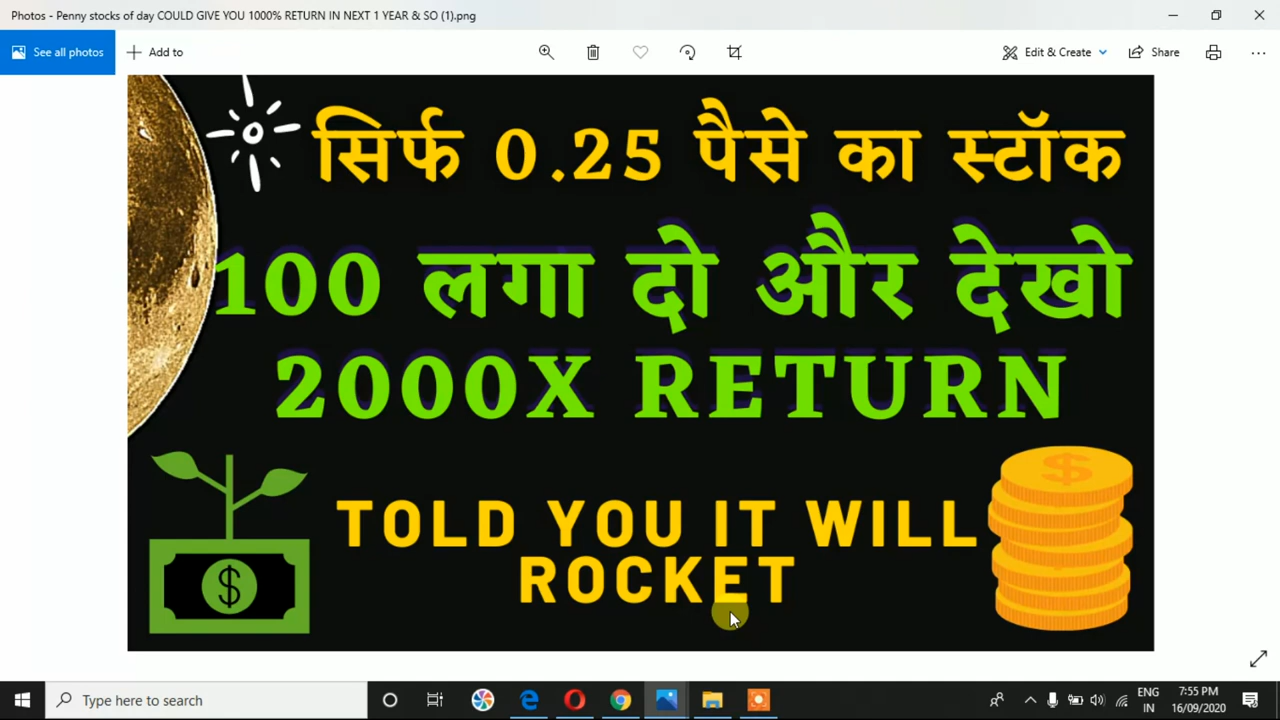 Photos - Penny stocks of day COULD GIVE YOU 1000% RETURN IN NEXT 1 YEAR & SO (1).png
See all photos
Add to
Edit & Create
Share
सिर्फ 0.25 पैसे का स्टॉक
100 लगा दो और देखो
2000X RETURN
TOLD YOU IT WILL
ROCKET
Type here to search
ENG
IN
7:55 PM
16/09/2020